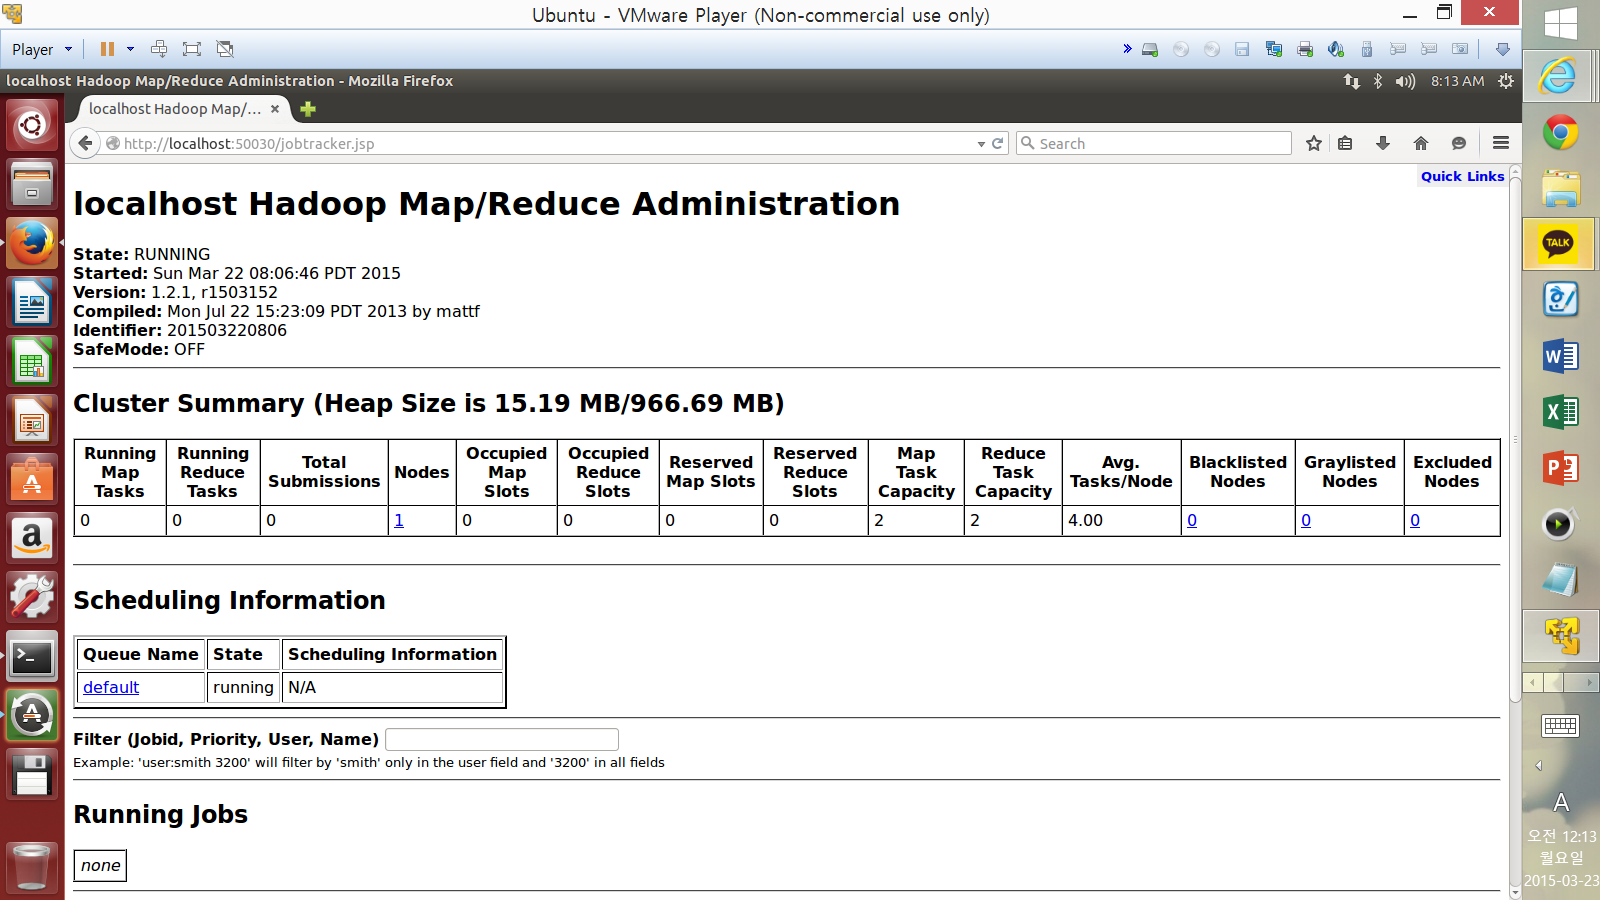 Ubuntu - VMware Player (Non-commercial use only)
Player
localhost Hadoop Map/Reduce Administration - Mozilla Firefox
8:13 AM
localhost Hadoop Map/...
http://localhost:50030/jobtracker.jsp
Search
Quick Links
localhost Hadoop Map/Reduce Administration
State: RUNNING
Started: Sun Mar 22 08:06:46 PDT 2015
Version: 1.2.1, r1503152
Compiled: Mon Jul 22 15:23:09 PDT 2013 by mattf
Identifier: 201503220806
SafeMode: OFF
Cluster Summary (Heap Size is 15.19 MB/966.69 MB)
Running Map Tasks
Running Reduce Tasks
Total Submissions
Nodes
Occupied Map Slots
Occupied Reduce Slots
Reserved Map Slots
Reserved Reduce Slots
Map Task Capacity
Reduce Task Capacity
Avg. Tasks/Node
Blacklisted Nodes
Graylisted Nodes
Excluded Nodes
0 0 0 1 0 0 0 0 2 2 4.00 0 0 0
Scheduling Information
Queue Name State Scheduling Information
default running N/A
Filter (Jobid, Priority, User, Name)
Example: 'user:smith 3200' will filter by 'smith' only in the user field and '3200' in all fields
Running Jobs
none
TALK
A
오전 12:13
월요일
2015-03-23